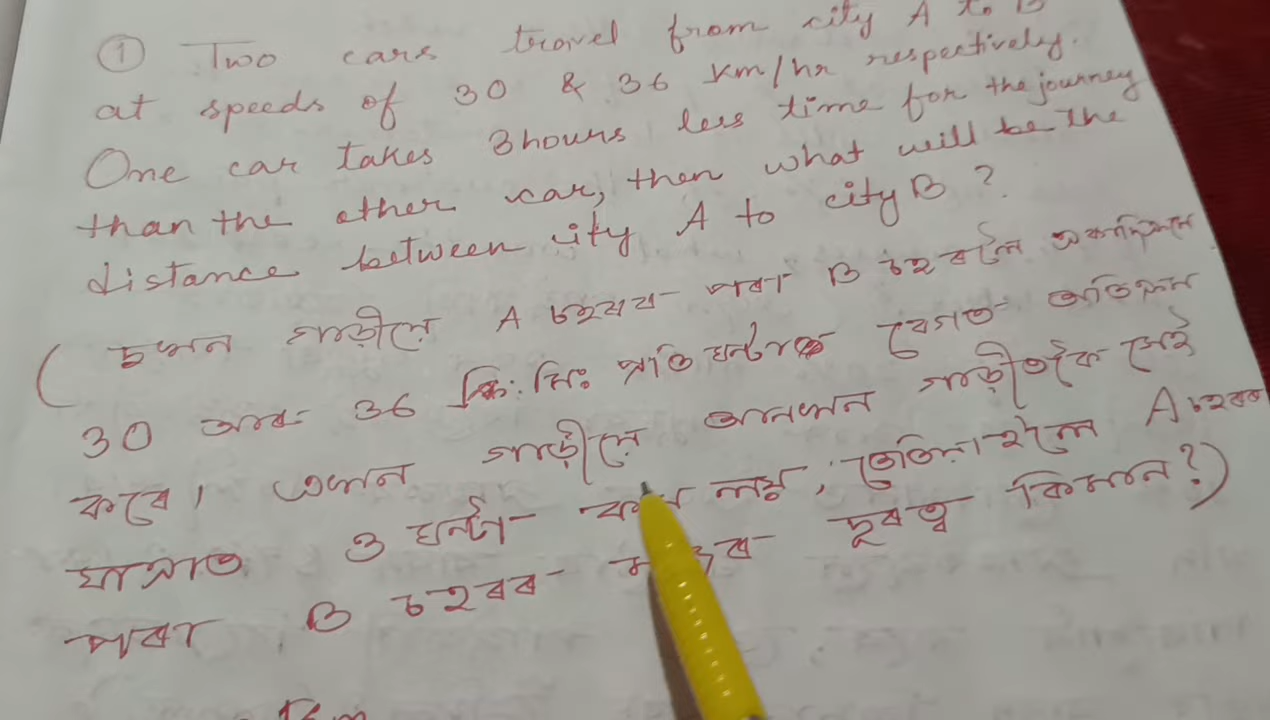 ① Two cars travel from city A to B
at speeds of 30 & 36 km/hr respectively.
One car takes 3 hours less time for the journey
than the other car, then what will be the
distance between city A to city B ?
( দুখন গাড়ীয়ে A চহৰৰ পৰা B চহৰলৈ
30 আৰু 36 কি: মি: প্ৰতি ঘন্টাত বেগত
কৰে। এখন গাড়ীয়ে আনখন গাড়ীতকৈ সেই
যাত্ৰাত 3 ঘন্টা কম লয়, তেতিয়াহ'লে A চহৰৰ
পৰা B চহৰৰ মাজৰ দূৰত্ব কিমান?)